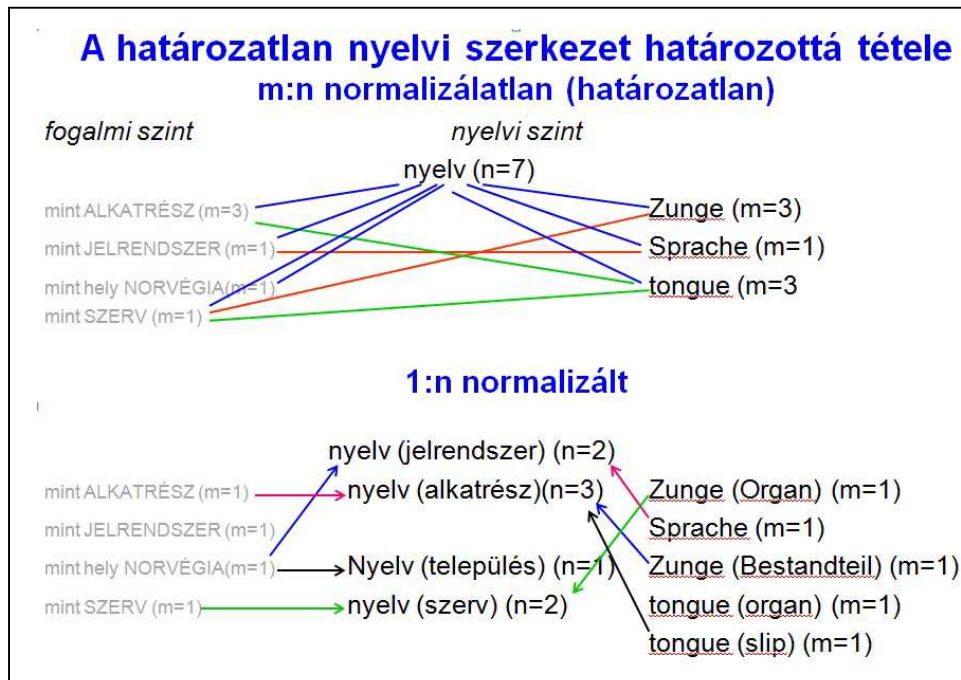 A határozatlan nyelvi szerkezet határozottá tétele
m:n normalizálatlan (határozatlan)
fogalmi szint
nyelvi szint
nyelv (n=7)
mint ALKATRÉSZ (m=3)
Zunge (m=3)
mint JELRENDSZER (m=1)
Sprache (m=1)
mint hely NORVÉGIA(m=1)
tongue (m=3
mint SZERV (m=1)
1:n normalizált
nyelv (jelrendszer) (n=2)
mint ALKATRÉSZ (m=1)
nyelv (alkatrész)(n=3)
Zunge (Organ) (m=1)
mint JELRENDSZER (m=1)
Sprache (m=1)
mint hely NORVÉGIA(m=1)
Nyelv (település) (n=1)
Zunge (Bestandteil) (m=1)
mint SZERV (m=1)
nyelv (szerv) (n=2)
tongue (organ) (m=1)
tongue (slip) (m=1)